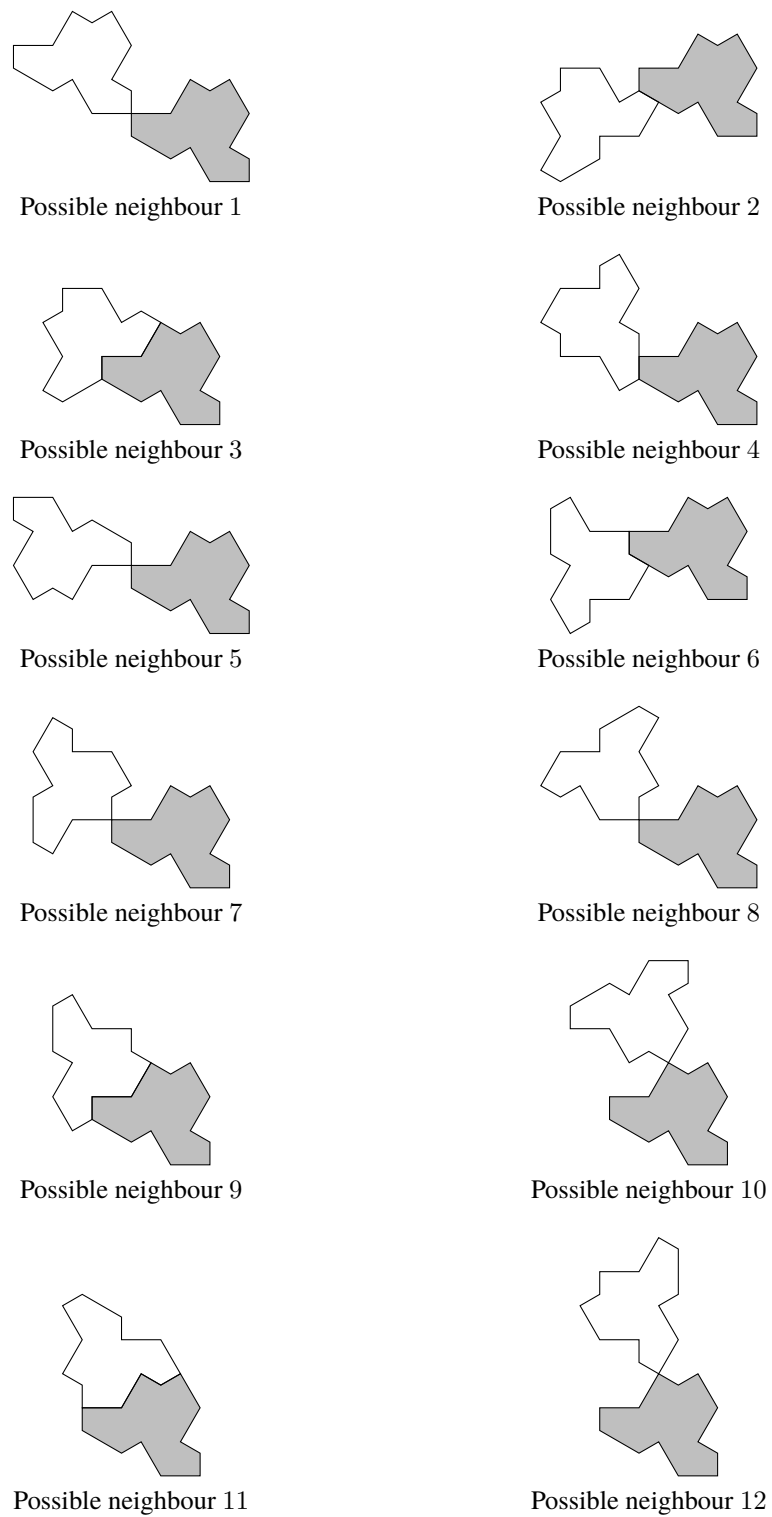 Possible neighbour 1
Possible neighbour 2
Possible neighbour 3
Possible neighbour 4
Possible neighbour 5
Possible neighbour 6
Possible neighbour 7
Possible neighbour 8
Possible neighbour 9
Possible neighbour 10
Possible neighbour 11
Possible neighbour 12